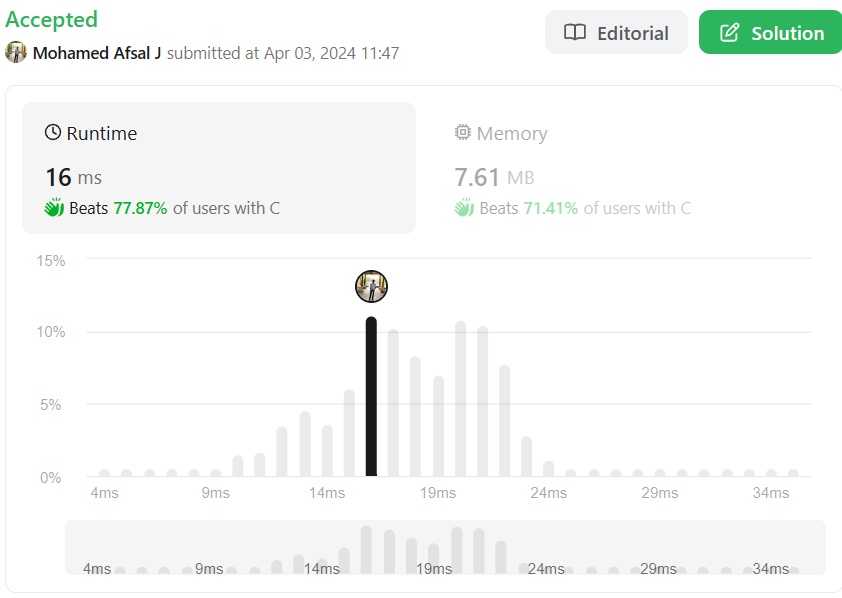 Accepted
Mohamed Afsal J submitted at Apr 03, 2024 11:47
Editorial
Solution
Runtime
16 ms
Beats 77.87% of users with C
Memory
7.61 MB
Beats 71.41% of users with C
15%
10%
5%
0%
4ms 9ms 14ms 19ms 24ms 29ms 34ms
4ms 9ms 14ms 19ms 24ms 29ms 34ms